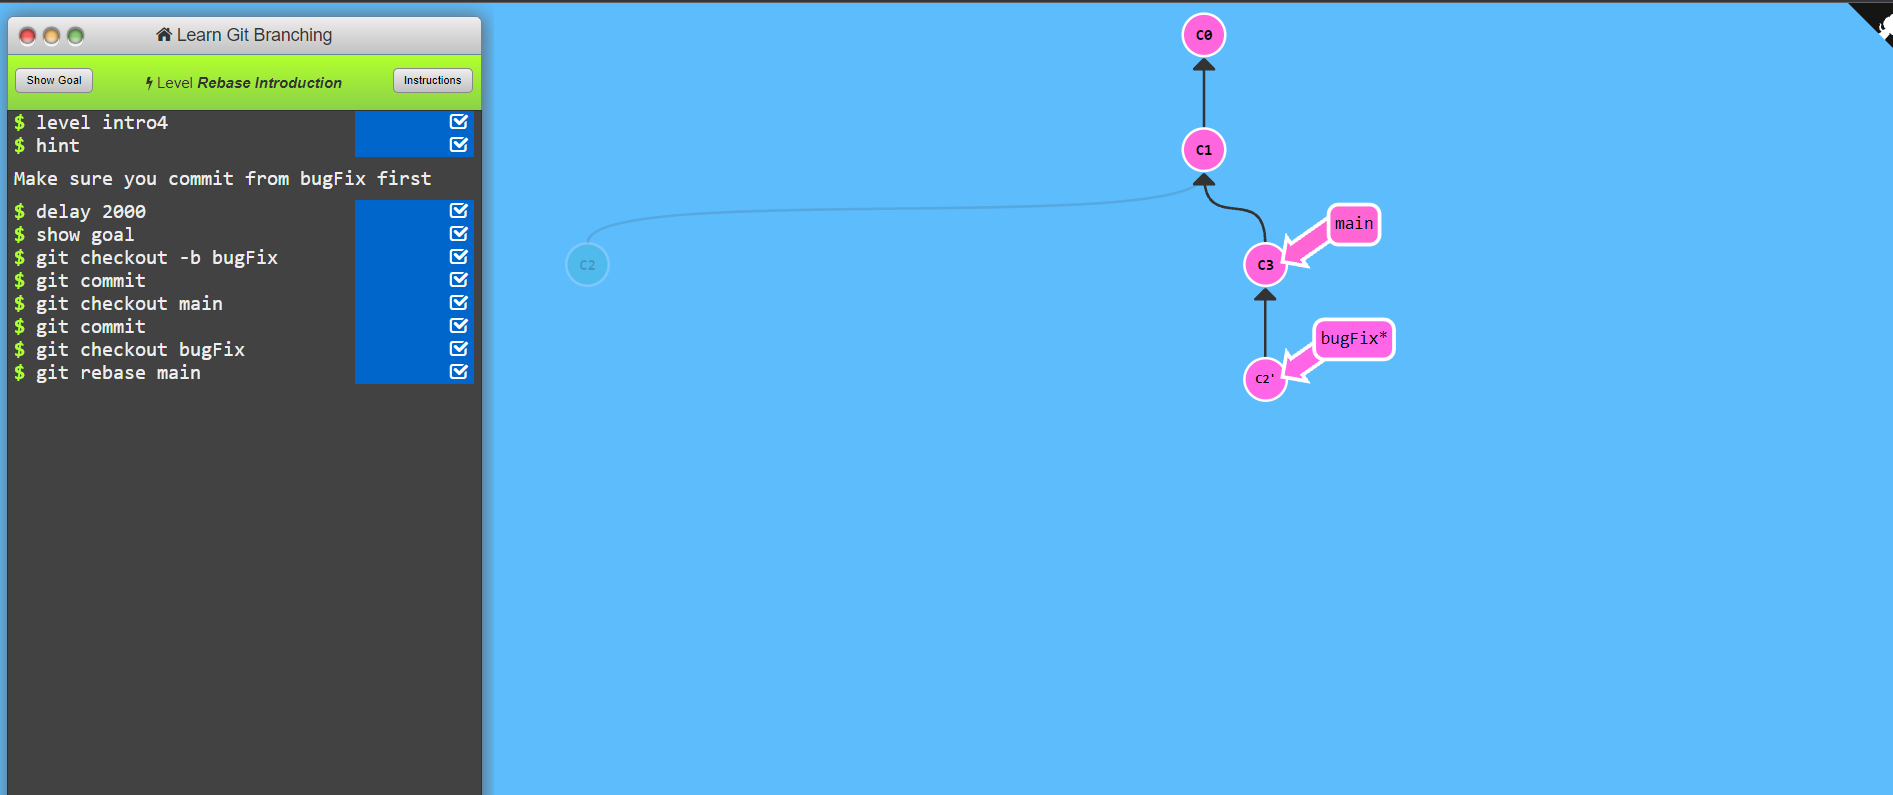 Learn Git Branching
Show Goal
Level Rebase Introduction
Instructions
$ level intro4
$ hint
Make sure you commit from bugFix first
$ delay 2000
$ show goal
$ git checkout -b bugFix
$ git commit
$ git checkout main
$ git commit
$ git checkout bugFix
$ git rebase main
C0
C1
main
C2
C3
bugFix*
C2'